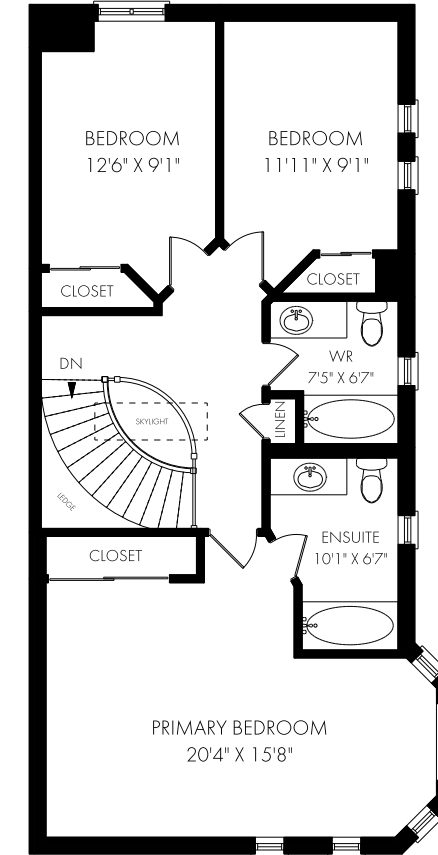 BEDROOM
12'6" X 9'1"
BEDROOM
11'11" X 9'1"
CLOSET
CLOSET
WR
7'5" X 6'7"
DN
SKYLIGHT
LINEN
LEDGE
CLOSET
ENSUITE
10'1" X 6'7"
PRIMARY BEDROOM
20'4" X 15'8"